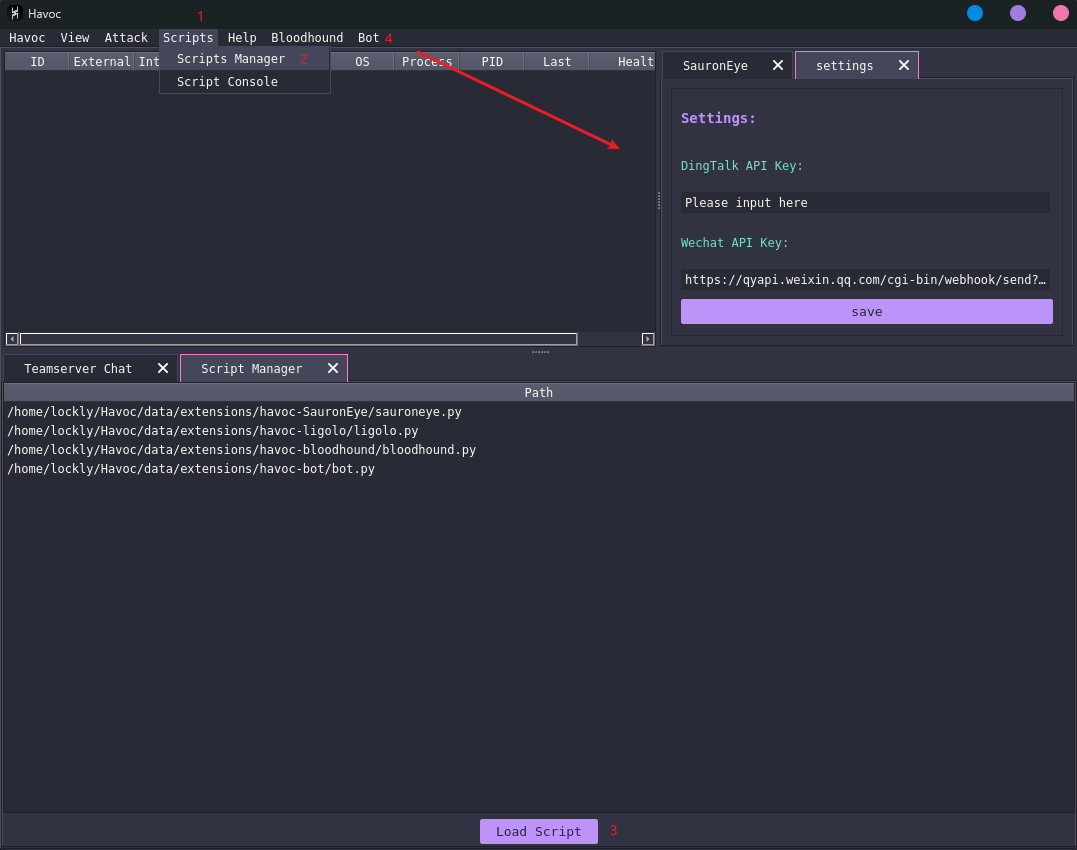 Havoc
1
Havoc View Attack Scripts Help Bloodhound Bot 4
Scripts Manager 2
Script Console
ID External Int OS Process PID Last Healt
SauronEye settings
Settings:
DingTalk API Key:
Please input here
Wechat API Key:
https://qyapi.weixin.qq.com/cgi-bin/webhook/send?…
save
Teamserver Chat Script Manager
Path
/home/lockly/Havoc/data/extensions/havoc-SauronEye/sauroneye.py
/home/lockly/Havoc/data/extensions/havoc-ligolo/ligolo.py
/home/lockly/Havoc/data/extensions/havoc-bloodhound/bloodhound.py
/home/lockly/Havoc/data/extensions/havoc-bot/bot.py
Load Script 3